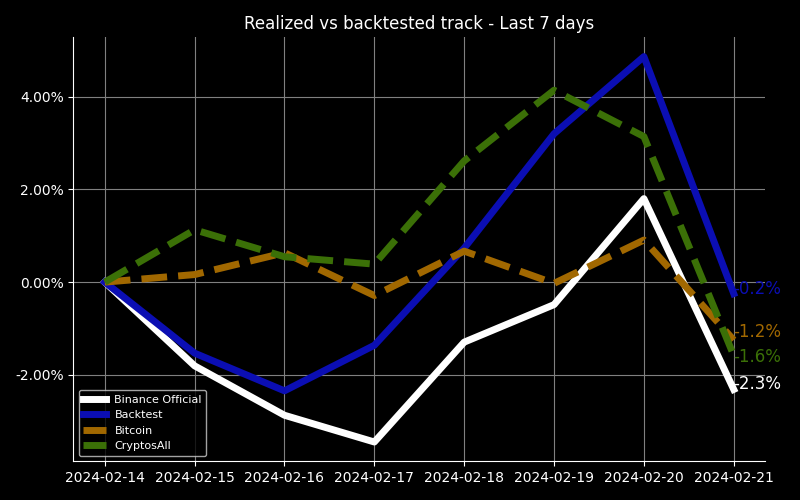 Realized vs backtested track - Last 7 days
4.00%
2.00%
0.00%
-2.00%
-0.2%
-1.2%
-1.6%
-2.3%
Binance Official
Backtest
Bitcoin
CryptosAll
2024-02-14 2024-02-15 2024-02-16 2024-02-17 2024-02-18 2024-02-19 2024-02-20 2024-02-21